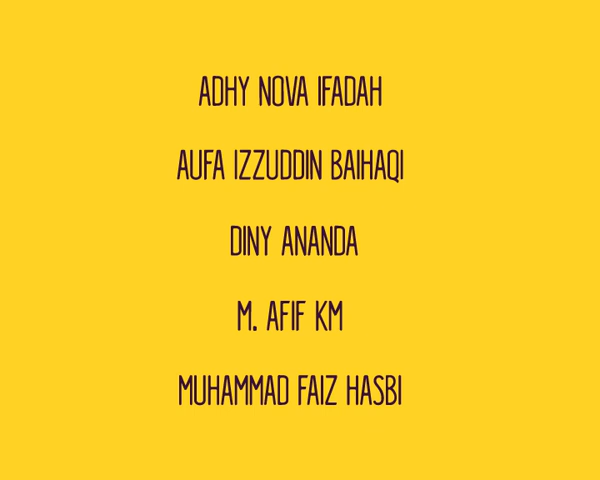 ADHY NOVA IFADAH
AUFA IZZUDDIN BAIHAQI
DINY ANANDA
M. AFIF KM
MUHAMMAD FAIZ HASBI